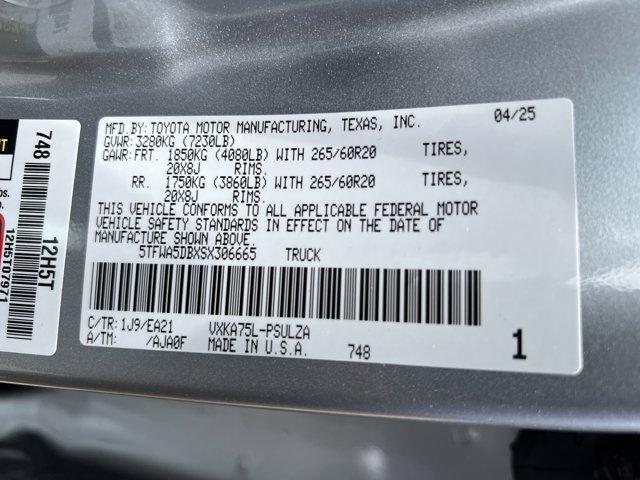 MFD.BY:TOYOTA MOTOR MANUFACTURING, TEXAS, INC. 04/25
GVWR:3280KG (7230LB)
GAWR:FRT. 1850KG (4080LB) WITH 265/60R20 TIRES,
20X8J RIMS.
RR. 1750KG (3860LB) WITH 265/60R20 TIRES,
20X8J RIMS.
THIS VEHICLE CONFORMS TO ALL APPLICABLE FEDERAL MOTOR
VEHICLE SAFETY STANDARDS IN EFFECT ON THE DATE OF
MANUFACTURE SHOWN ABOVE.
5TFWA5DBXSX306665 TRUCK
C/TR:1J9/EA21 VXKA75L-PSULZA
A/TM: /AJA0F MADE IN U.S.A. 748 1
748
12H5T
12H5T07971